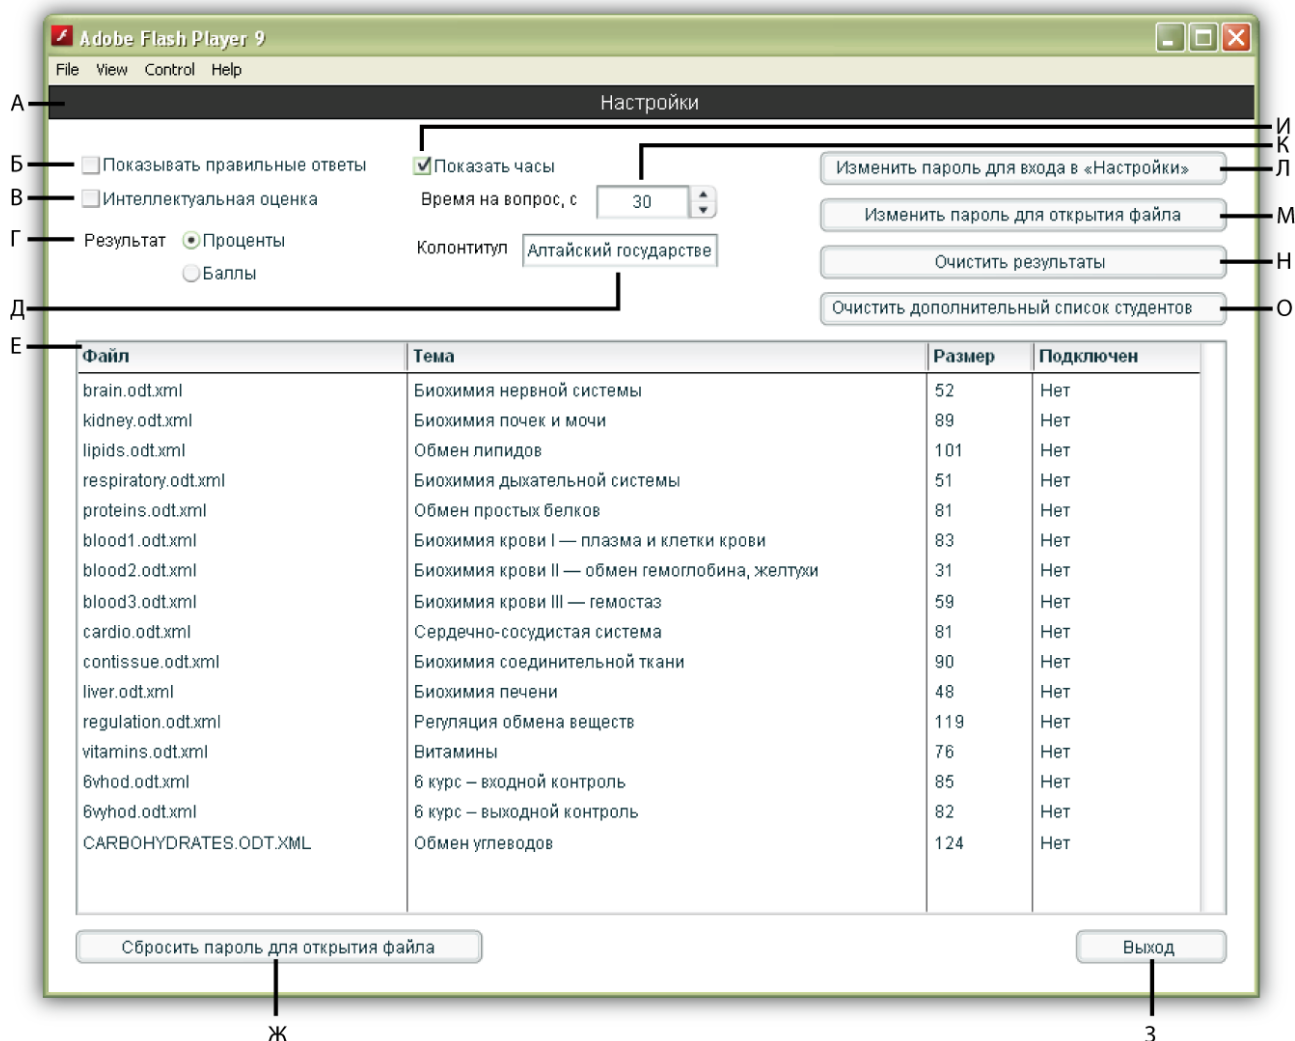 Adobe Flash Player 9
File View Control Help
А
Настройки
И
К
Б
Показывать правильные ответы
Показать часы
Изменить пароль для входа в «Настройки»
Л
В
Интеллектуальная оценка
Время на вопрос, с
30
Изменить пароль для открытия файла
М
Г
Результат
Проценты
Колонтитул
Алтайский государстве
Очистить результаты
Н
Баллы
Д
Очистить дополнительный список студентов
О
Е
Файл Тема Размер Подключен
brain.odt.xml Биохимия нервной системы 52 Нет
kidney.odt.xml Биохимия почек и мочи 89 Нет
lipids.odt.xml Обмен липидов 101 Нет
respiratory.odt.xml Биохимия дыхательной системы 51 Нет
proteins.odt.xml Обмен простых белков 81 Нет
blood1.odt.xml Биохимия крови I — плазма и клетки крови 83 Нет
blood2.odt.xml Биохимия крови II — обмен гемоглобина, желтухи 31 Нет
blood3.odt.xml Биохимия крови III — гемостаз 59 Нет
cardio.odt.xml Сердечно-сосудистая система 81 Нет
contissue.odt.xml Биохимия соединительной ткани 90 Нет
liver.odt.xml Биохимия печени 48 Нет
regulation.odt.xml Регуляция обмена веществ 119 Нет
vitamins.odt.xml Витамины 76 Нет
6vhod.odt.xml 6 курс – входной контроль 85 Нет
6vyhod.odt.xml 6 курс – выходной контроль 82 Нет
CARBOHYDRATES.ODT.XML Обмен углеводов 124 Нет
Сбросить пароль для открытия файла
Выход
Ж
З